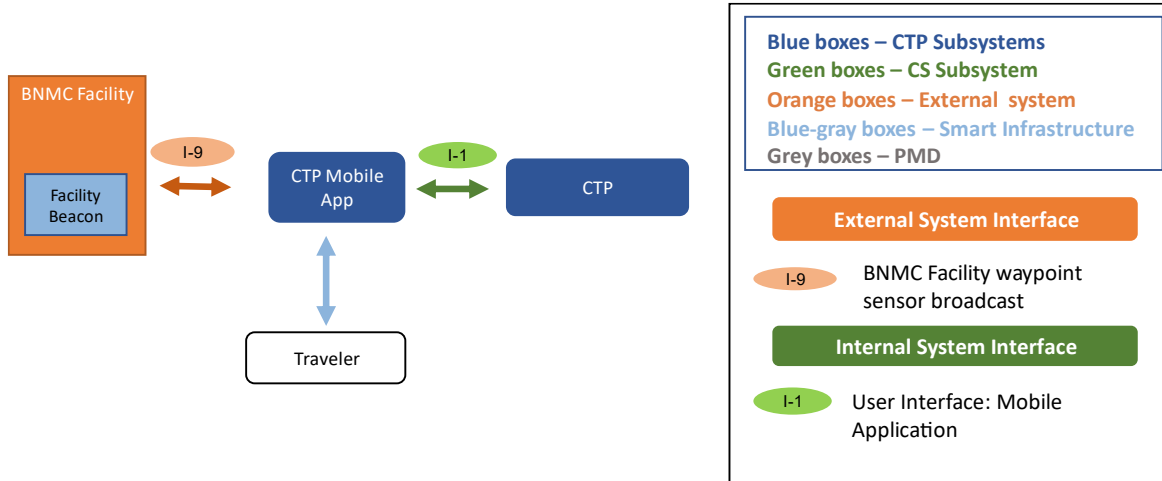 BNMC Facility
I-9
Facility
Beacon
CTP Mobile
App
I-1
CTP
Traveler
Blue boxes – CTP Subsystems
Green boxes – CS Subsystem
Orange boxes – External system
Blue-gray boxes – Smart Infrastructure
Grey boxes – PMD
External System Interface
I-9
BNMC Facility waypoint
sensor broadcast
Internal System Interface
I-1
User Interface: Mobile
Application